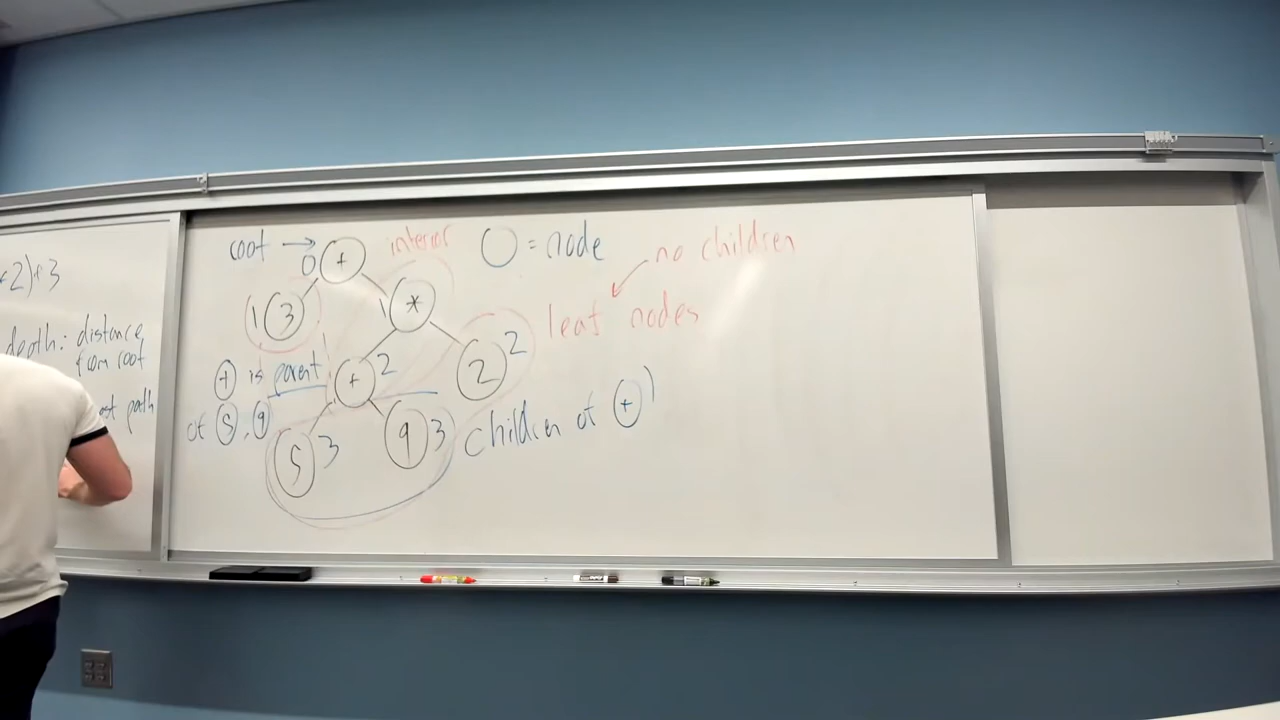 2)+3
depth: distance
from root
path
root → 0 +
interior
○ = node
no children
1 3
1 *
leaf nodes
+ is parent
of 5, 9
+ 2
2 2
5 3
9 3
children of +